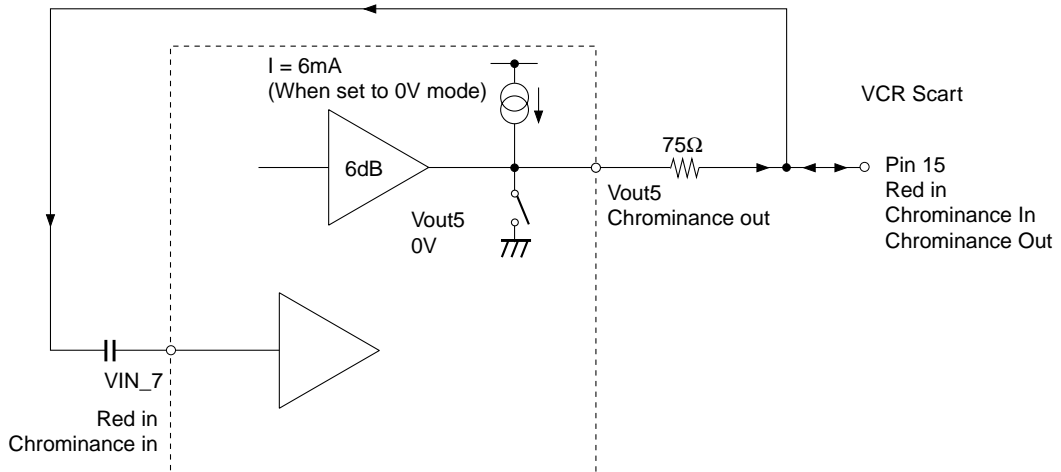 I = 6mA
(When set to 0V mode)
VCR Scart
75Ω
6dB
Pin 15
Red in
Chrominance In
Chrominance Out
Vout5
0V
Vout5
Chrominance out
VIN_7
Red in
Chrominance in